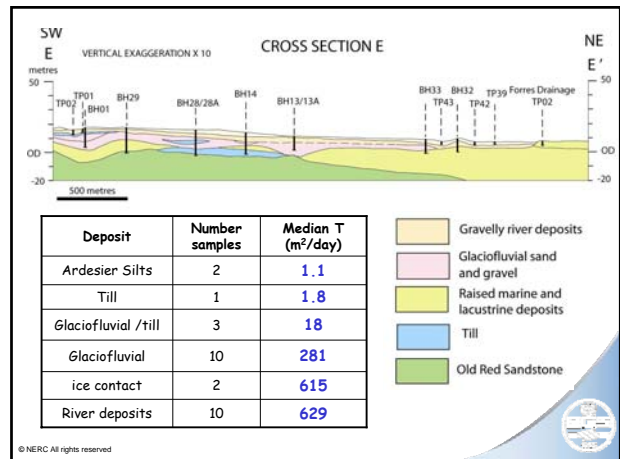 SW
E
VERTICAL EXAGGERATION X 10
CROSS SECTION E
NE
E'
metres
50
OD
-20
TP02
TP01
BH01
BH29
BH28/28A
BH14
BH13/13A
BH33
TP43
BH32
TP42
TP39
Forres Drainage
TP02
50
OD
-20
500 metres
Deposit Number samples Median T (m²/day)
Ardesier Silts 2 1.1
Till 1 1.8
Glaciofluvial /till 3 18
Glaciofluvial 10 281
ice contact 2 615
River deposits 10 629
Gravelly river deposits
Glaciofluvial sand
and gravel
Raised marine and
lacustrine deposits
Till
Old Red Sandstone
© NERC All rights reserved